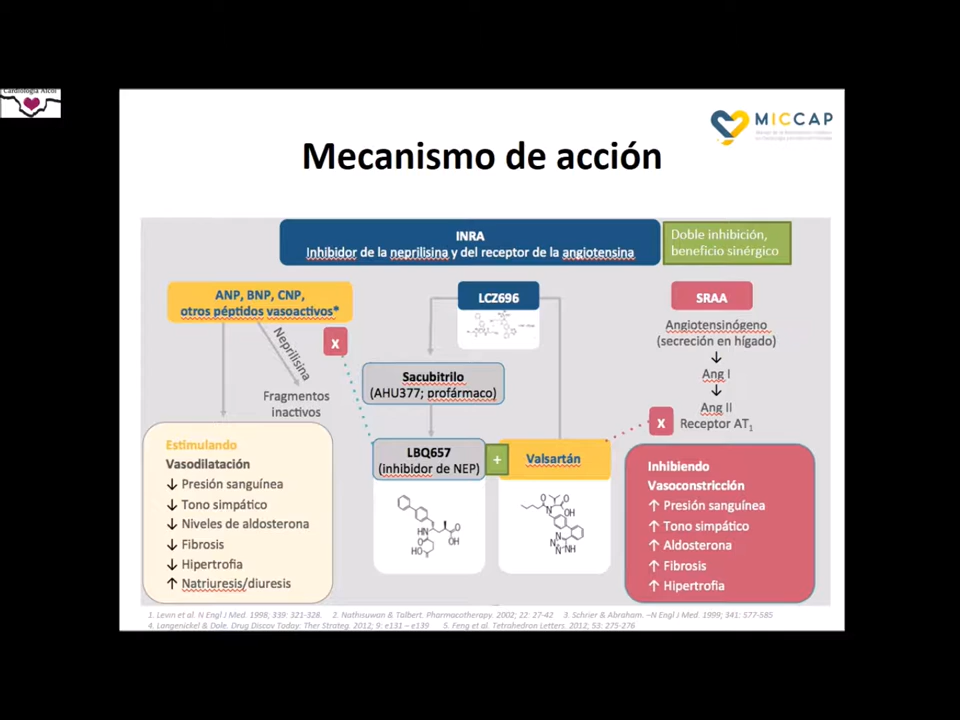 Cardiología Alcoi
MICCAP
Mecanismo de acción
INRA
Inhibidor de la neprilisina y del receptor de la angiotensina
Doble inhibición,
beneficio sinérgico
ANP, BNP, CNP,
otros péptidos vasoactivos*
LCZ696
SRAA
Neprilisina
X
Angiotensinógeno
(secreción en hígado)
↓
Ang I
↓
Ang II
Receptor AT₁
X
Fragmentos
inactivos
Sacubitrilo
(AHU377; profármaco)
LBQ657
(inhibidor de NEP)
+
Valsartán
Estimulando
Vasodilatación
↓ Presión sanguínea
↓ Tono simpático
↓ Niveles de aldosterona
↓ Fibrosis
↓ Hipertrofia
↑ Natriuresis/diuresis
Inhibiendo
Vasoconstricción
↑ Presión sanguínea
↑ Tono simpático
↑ Aldosterona
↑ Fibrosis
↑ Hipertrofia
1. Levin et al. N Engl J Med. 1998; 339: 321-328. 2. Nathisuwan & Talbert. Pharmacotherapy. 2002; 22: 27-42 3. Schrier & Abraham. –N Engl J Med. 1999; 341: 577-585
4. Langenickel & Dole. Drug Discov Today: Ther Strateg. 2012; 9: e131 – e139 5. Feng et al. Tetrahedron Letters. 2012; 53: 275-276